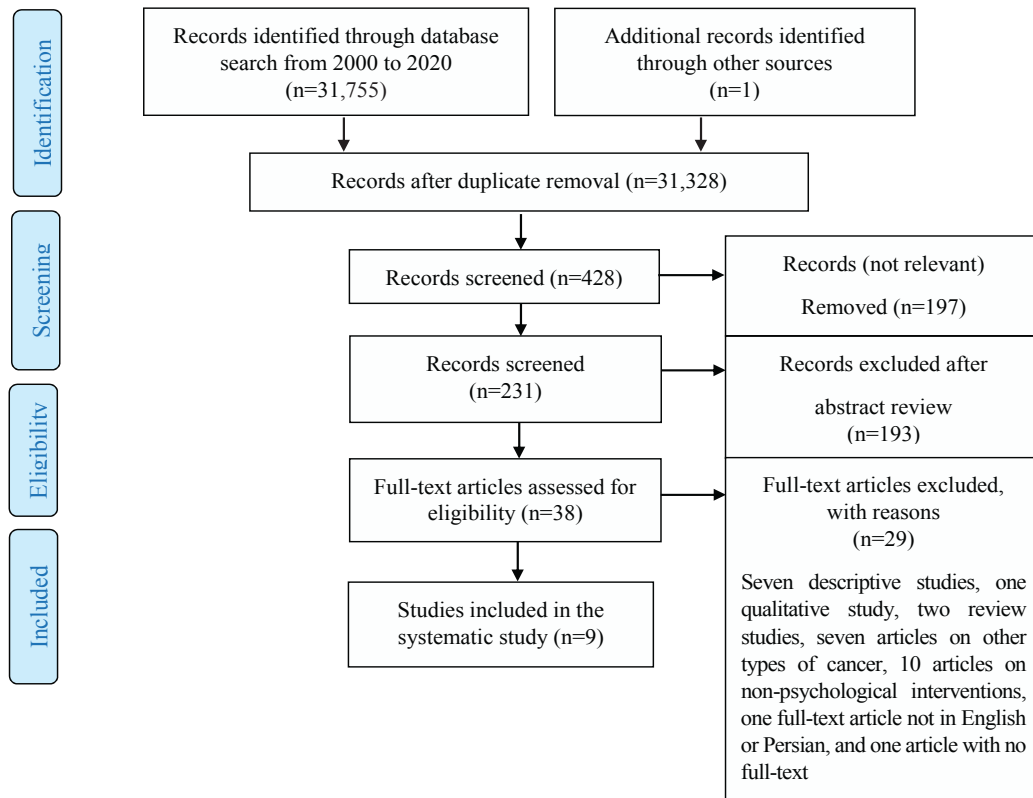 Identification
Records identified through database
search from 2000 to 2020
(n=31,755)
Additional records identified
through other sources
(n=1)
Records after duplicate removal (n=31,328)
Screening
Records screened (n=428)
Records (not relevant)
Removed (n=197)
Records screened
(n=231)
Records excluded after
abstract review
(n=193)
Eligibility
Full-text articles assessed for
eligibility (n=38)
Full-text articles excluded,
with reasons
(n=29)
Seven descriptive studies, one
qualitative study, two review
studies, seven articles on other
types of cancer, 10 articles on
non-psychological interventions,
one full-text article not in English
or Persian, and one article with no
full-text
Included
Studies included in the
systematic study (n=9)